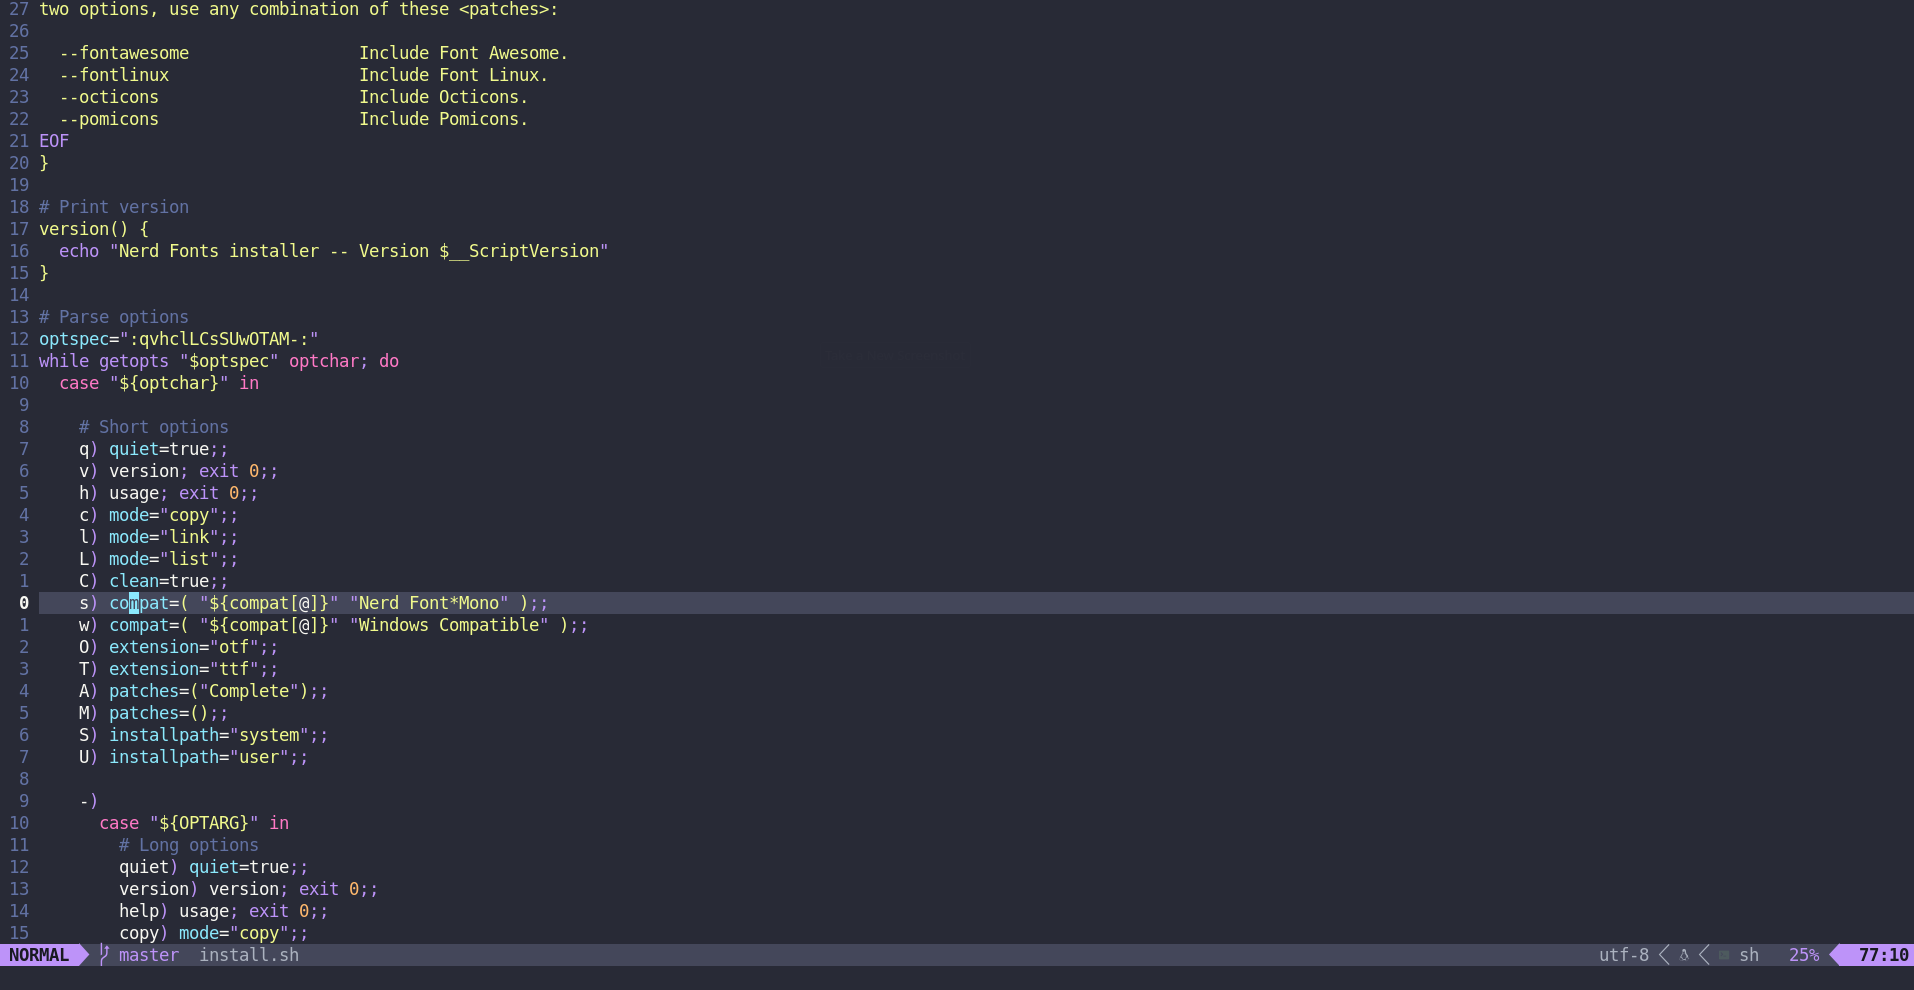 27 two options, use any combination of these <patches>:
26
25   --fontawesome                 Include Font Awesome.
24   --fontlinux                   Include Font Linux.
23   --octicons                    Include Octicons.
22   --pomicons                    Include Pomicons.
21 EOF
20 }
19
18 # Print version
17 version() {
16   echo "Nerd Fonts installer -- Version $__ScriptVersion"
15 }
14
13 # Parse options
12 optspec=":qvhclLCsSUwOTAM-:"
11 while getopts "$optspec" optchar; do
10   case "${optchar}" in
9
8     # Short options
7     q) quiet=true;;
6     v) version; exit 0;;
5     h) usage; exit 0;;
4     c) mode="copy";;
3     l) mode="link";;
2     L) mode="list";;
1     C) clean=true;;
0     s) compat=( "${compat[@]}" "Nerd Font*Mono" );;
1     w) compat=( "${compat[@]}" "Windows Compatible" );;
2     O) extension="otf";;
3     T) extension="ttf";;
4     A) patches=("Complete");;
5     M) patches=();;
6     S) installpath="system";;
7     U) installpath="user";;
8
9     -)
10       case "${OPTARG}" in
11         # Long options
12         quiet) quiet=true;;
13         version) version; exit 0;;
14         help) usage; exit 0;;
15         copy) mode="copy";;
NORMAL master install.sh utf-8 sh 25% 77:10